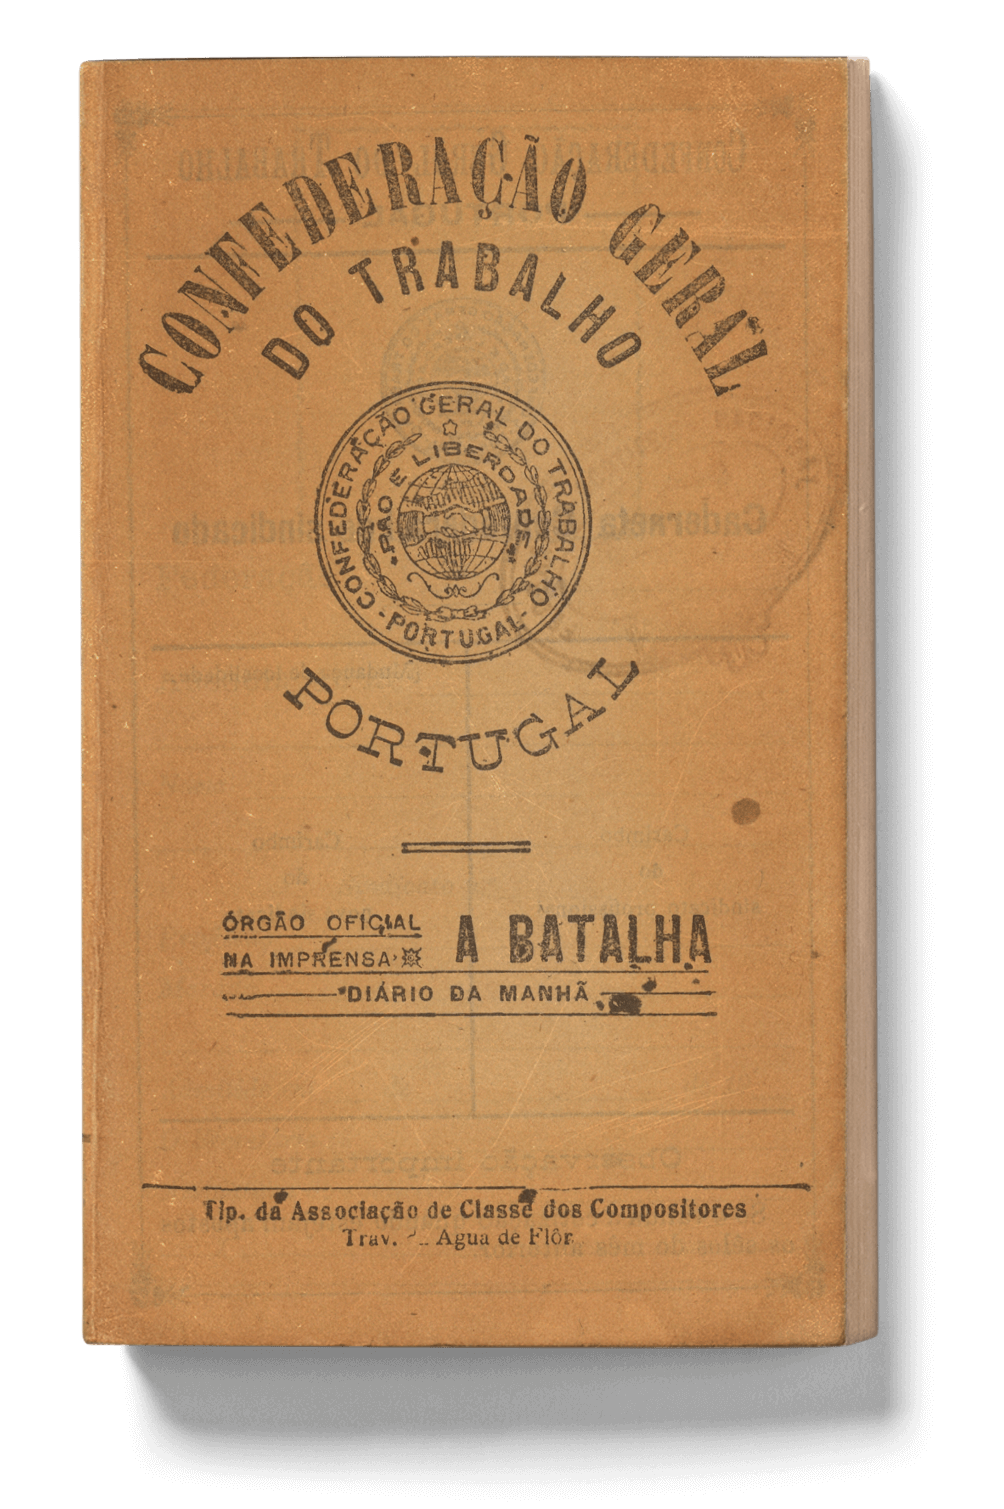 CONFEDERAÇÃO GERAL
DO TRABALHO
CONFEDERAÇÃO GERAL DO TRABALHO
PÃO E LIBERDADE
- PORTUGAL -
PORTUGAL
ÓRGÃO OFICIAL
NA IMPRENSA
A BATALHA
DIÁRIO DA MANHÃ
Tip. da Associação de Classe dos Compositores
Trav. Agua de Flôr